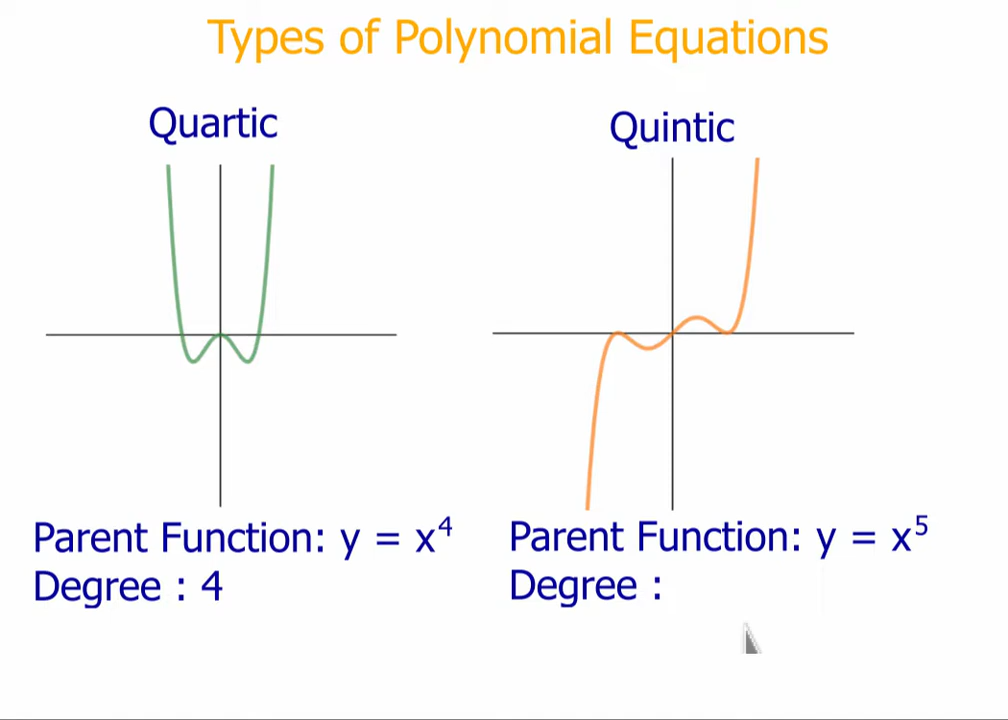 Types of Polynomial Equations
Quartic
Quintic
Parent Function: y = x⁴
Degree : 4
Parent Function: y = x⁵
Degree :